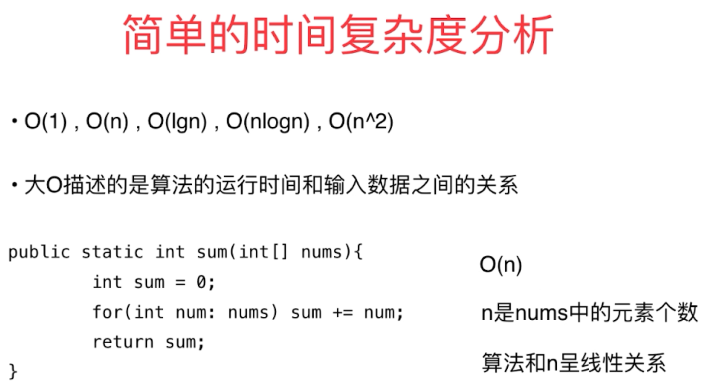 简单的时间复杂度分析
• O(1) , O(n) , O(lgn) , O(nlogn) , O(n^2)
• 大O描述的是算法的运行时间和输入数据之间的关系
public static int sum(int[] nums){
int sum = 0;
for(int num: nums) sum += num;
return sum;
}
O(n)
n是nums中的元素个数
算法和n呈线性关系